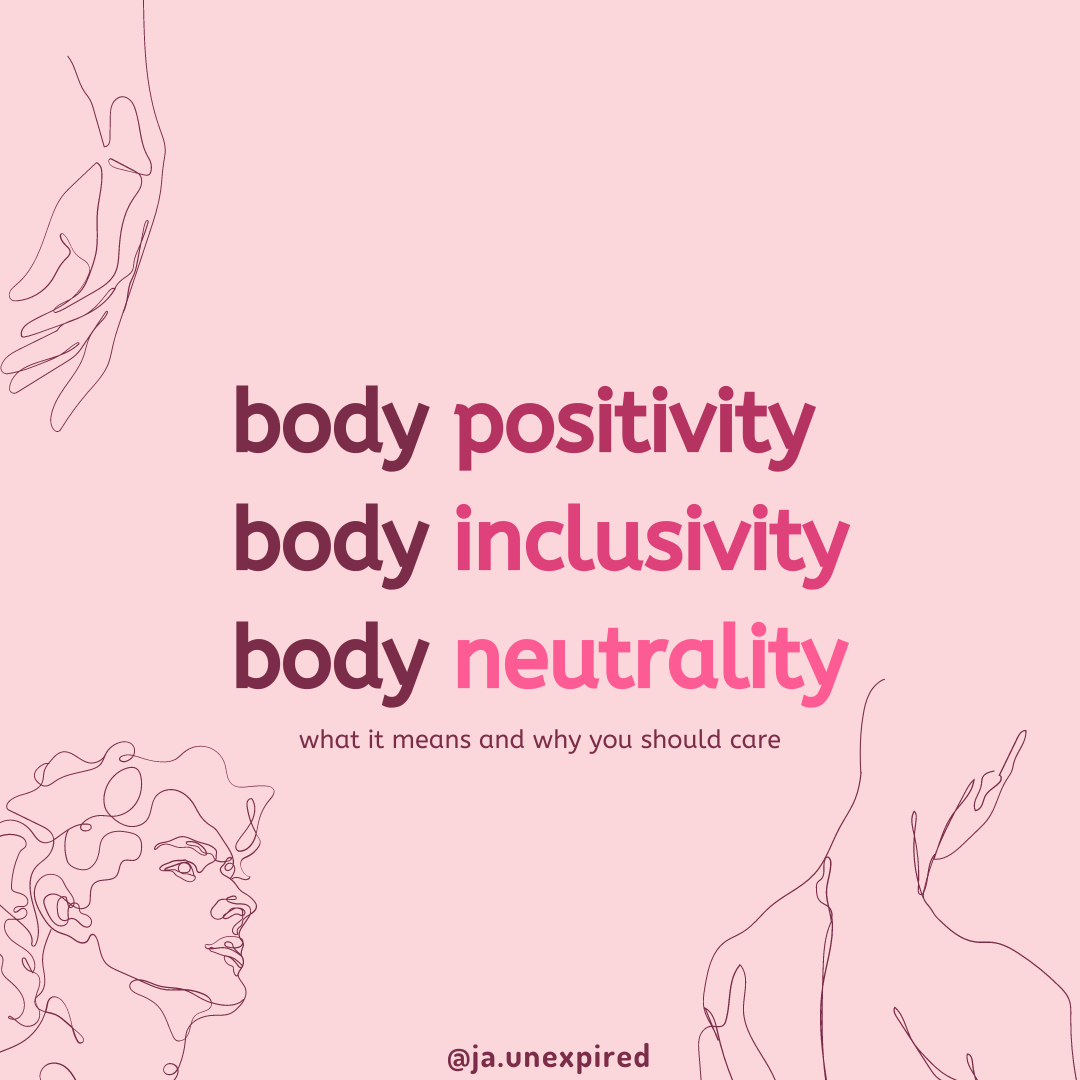 body positivity
body inclusivity
body neutrality
what it means and why you should care
@ja.unexpired